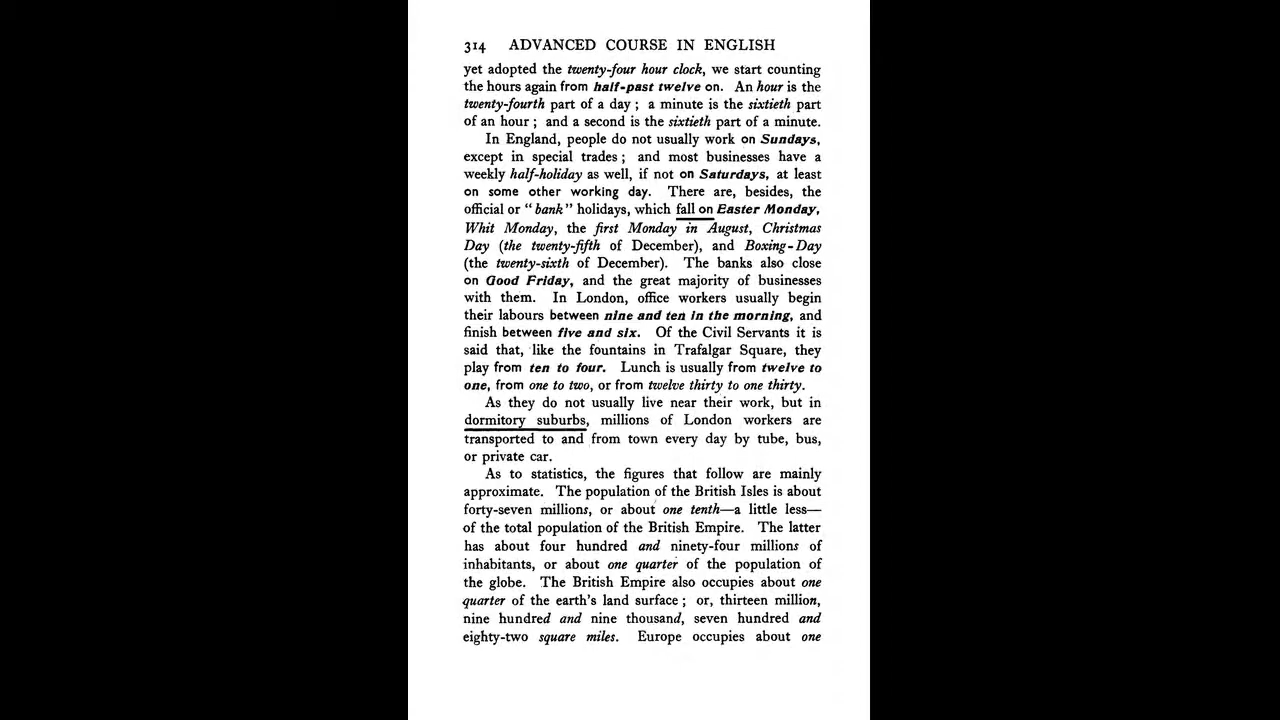 314 ADVANCED COURSE IN ENGLISH
yet adopted the twenty-four hour clock, we start counting
the hours again from half-past twelve on. An hour is the
twenty-fourth part of a day ; a minute is the sixtieth part
of an hour ; and a second is the sixtieth part of a minute.
In England, people do not usually work on Sundays,
except in special trades ; and most businesses have a
weekly half-holiday as well, if not on Saturdays, at least
on some other working day. There are, besides, the
official or "bank" holidays, which fall on Easter Monday,
Whit Monday, the first Monday in August, Christmas
Day (the twenty-fifth of December), and Boxing-Day
(the twenty-sixth of December). The banks also close
on Good Friday, and the great majority of businesses
with them. In London, office workers usually begin
their labours between nine and ten in the morning, and
finish between five and six. Of the Civil Servants it is
said that, like the fountains in Trafalgar Square, they
play from ten to four. Lunch is usually from twelve to
one, from one to two, or from twelve thirty to one thirty.
As they do not usually live near their work, but in
dormitory suburbs, millions of London workers are
transported to and from town every day by tube, bus,
or private car.
As to statistics, the figures that follow are mainly
approximate. The population of the British Isles is about
forty-seven millions, or about one tenth—a little less—
of the total population of the British Empire. The latter
has about four hundred and ninety-four millions of
inhabitants, or about one quarter of the population of
the globe. The British Empire also occupies about one
quarter of the earth's land surface ; or, thirteen million,
nine hundred and nine thousand, seven hundred and
eighty-two square miles. Europe occupies about one